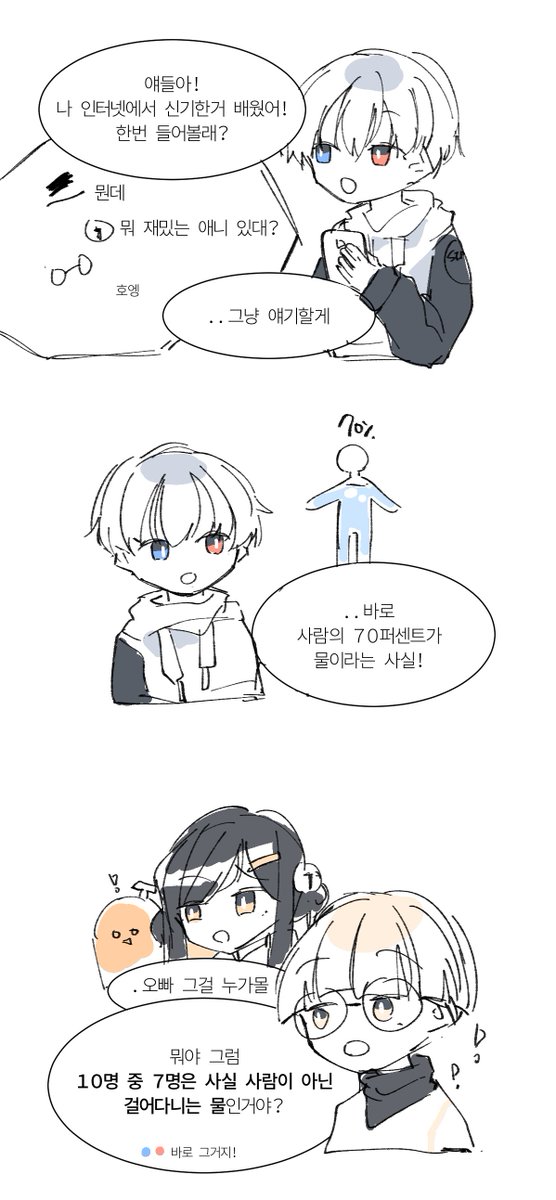 얘들아!
나 인터넷에서 신기한거 배웠어!
한번 들어볼래?
뭔데
뭐 재밌는 애니 있대?
호엥
..그냥 얘기할게
70%.
..바로
사람의 70퍼센트가
물이라는 사실!
.오빠 그걸 누가몰
뭐야 그럼
10명 중 7명은 사실 사람이 아닌
걸어다니는 물인거야?
바로 그거지!